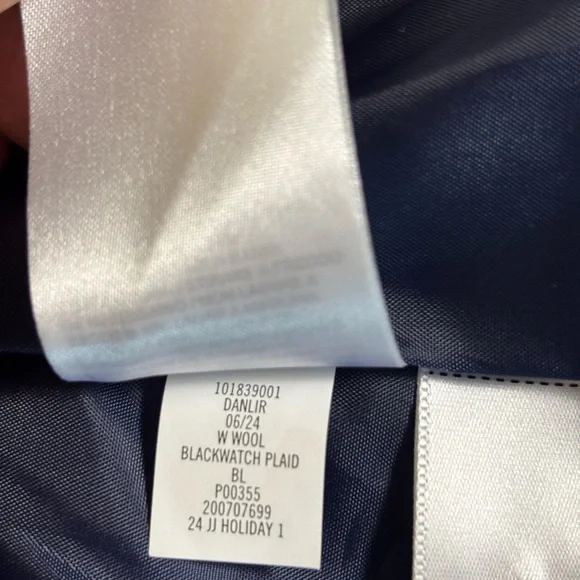 101839001
DANLIR
06/24
W WOOL
BLACKWATCH PLAID
BL
P00355
200707699
24 JJ HOLIDAY 1